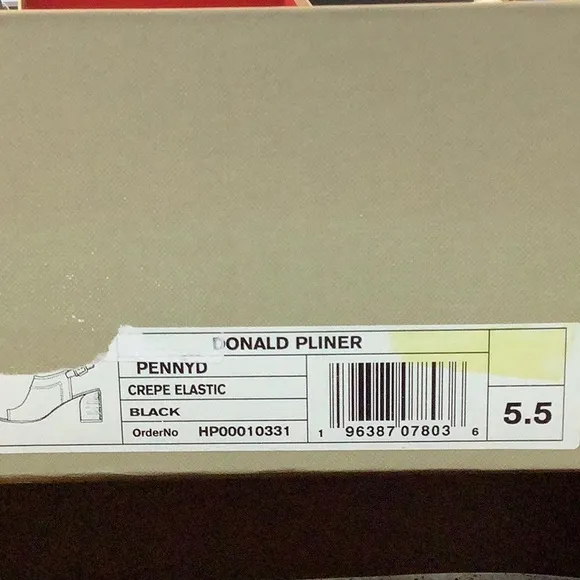 DONALD PLINER
PENNYD
CREPE ELASTIC
BLACK
OrderNo HP00010331
1 96387 07803 6
5.5